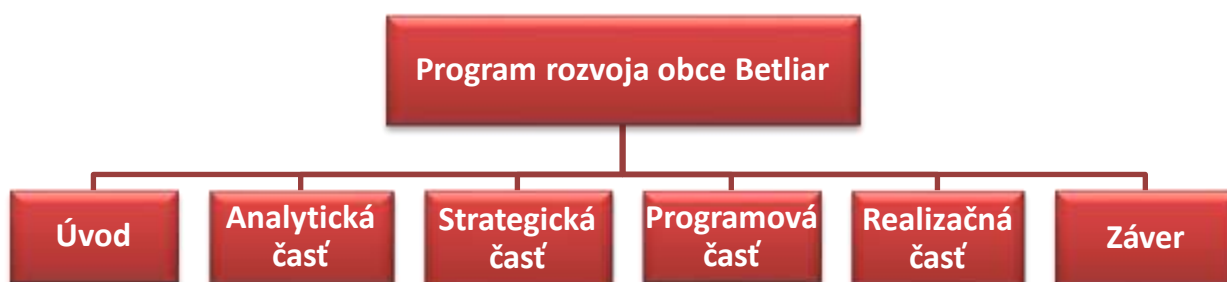 Program rozvoja obce Betliar
Úvod
Analytická
časť
Strategická
časť
Programová
časť
Realizačná
časť
Záver